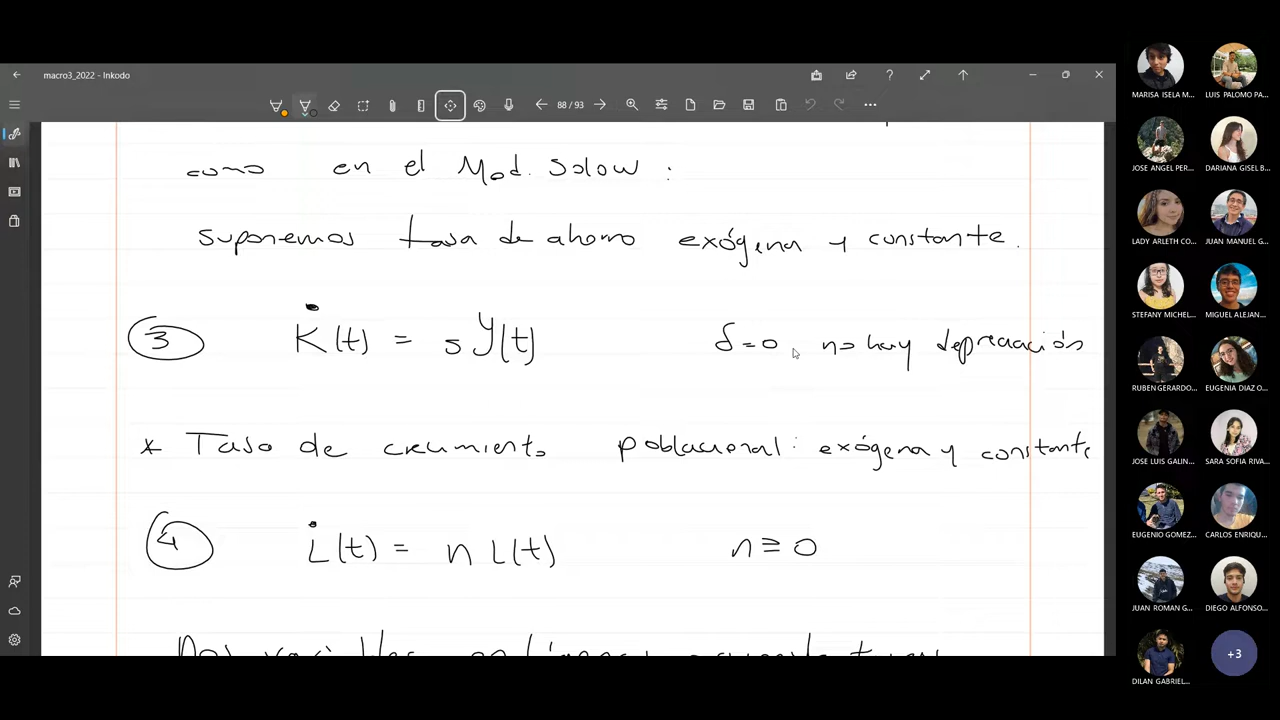 macro3_2022 - Inkodo
88 / 93
como en el Mod. Solow :
suponemos tasa de ahorro exógena y constante.
③ K̇(t) = s Y(t) δ=0 no hay depreciación
* Tasa de crecimiento poblacional: exógena y constante
④ L̇(t) = n L(t) n ≥ 0
MARISA ISELA M...
LUIS PALOMO PA...
JOSE ANGEL PER...
DARIANA GISEL B...
LADY ARLETH CO...
JUAN MANUEL G...
STEFANY MICHEL...
MIGUEL ALEJAN...
RUBEN GERARDO...
EUGENIA DIAZ O...
JOSE LUIS GALIN...
SARA SOFIA RIVA...
EUGENIO GOMEZ...
CARLOS ENRIQU...
JUAN ROMAN G...
DIEGO ALFONSO...
DILAN GABRIEL...
+3